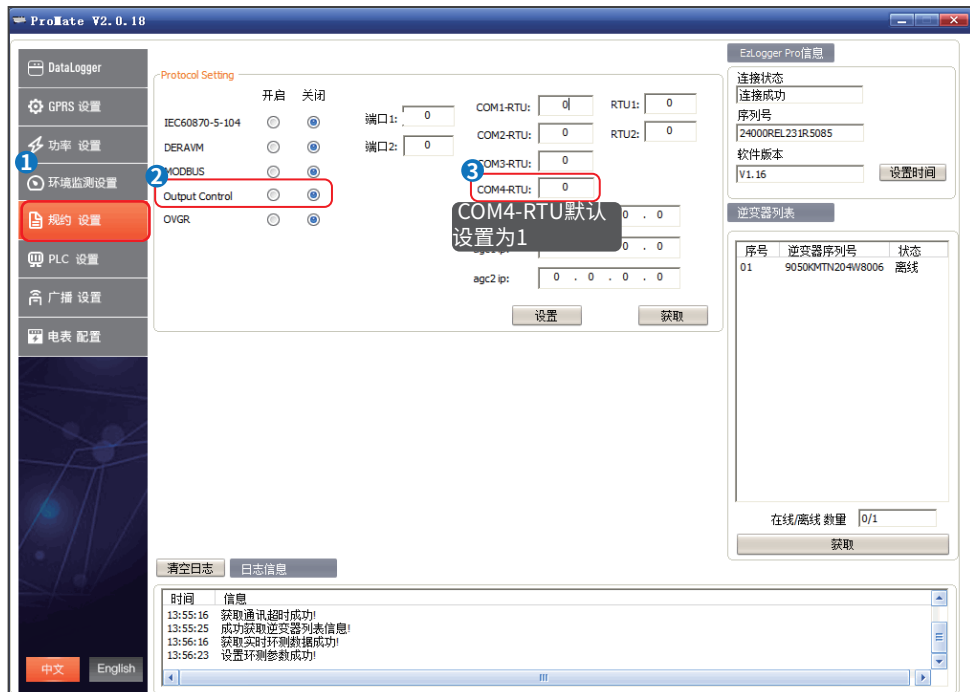 ProMate V2.0.18
DataLogger
GPRS 设置
功率 设置
1
环境监测设置
规约 设置
PLC 设置
广播 设置
电表 配置
中文
English
Protocol Setting
开启 关闭
IEC60870-5-104
DERAVM
2
MODBUS
Output Control
OVGR
端口1: 0
端口2: 0
COM1-RTU: 0
COM2-RTU: 0
COM3-RTU: 0
3
COM4-RTU: 0
RTU1: 0
RTU2: 0
COM4-RTU默认
设置为1
0 . 0
0 . 0
agc2 ip: 0 . 0 . 0 . 0
设置 获取
EzLogger Pro信息
连接状态
连接成功
序列号
24000REL231R5085
软件版本
V1.16
设置时间
逆变器列表
序号 逆变器序列号 状态
01 9050KMTN204W8006 离线
在线/离线 数量 0/1
获取
清空日志 日志信息
时间 信息
13:55:16 获取通讯超时成功!
13:55:25 成功获取逆变器列表信息!
13:56:16 获取实时环测数据成功!
13:56:23 设置环测参数成功!